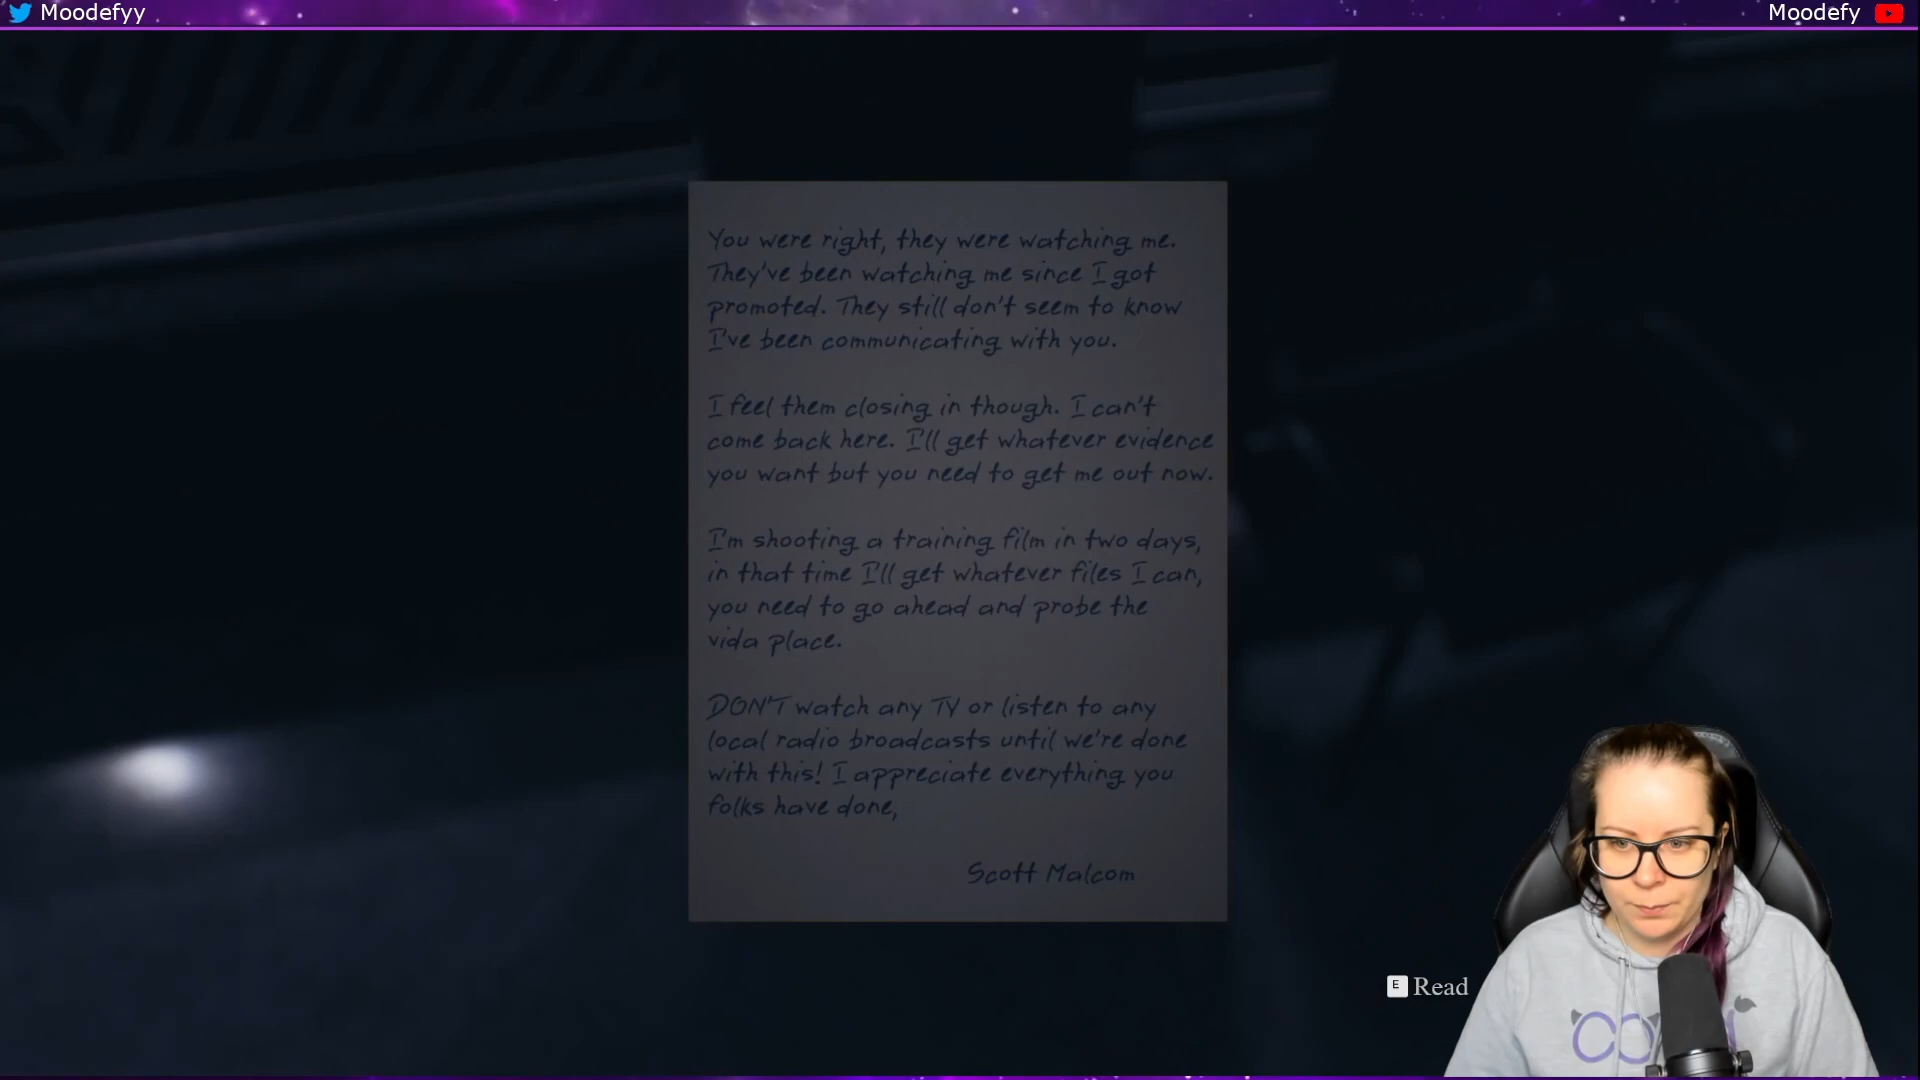 Moodefyy
Moodefy
You were right, they were watching me.
They've been watching me since I got
promoted. They still don't seem to know
I've been communicating with you.
I feel them closing in though. I can't
come back here. I'll get whatever evidence
you want but you need to get me out now.
I'm shooting a training film in two days,
in that time I'll get whatever files I can,
you need to go ahead and probe the
vida place.
DON'T watch any TV or listen to any
local radio broadcasts until we're done
with this! I appreciate everything you
folks have done,
Scott Malcom
E Read